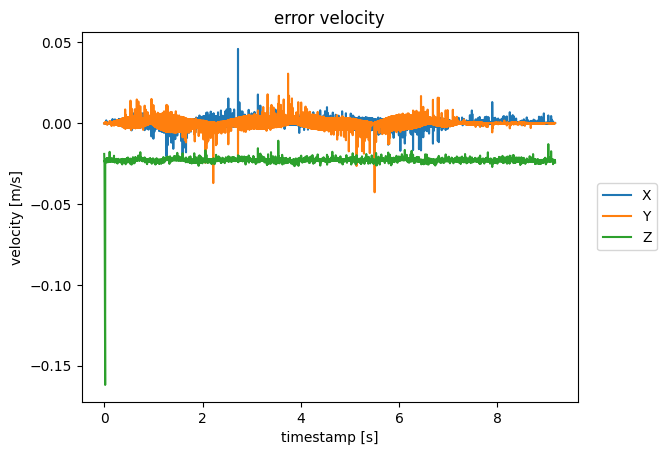 error velocity
0.05
0.00
−0.05
−0.10
−0.15
velocity [m/s]
0 2 4 6 8
timestamp [s]
X
Y
Z